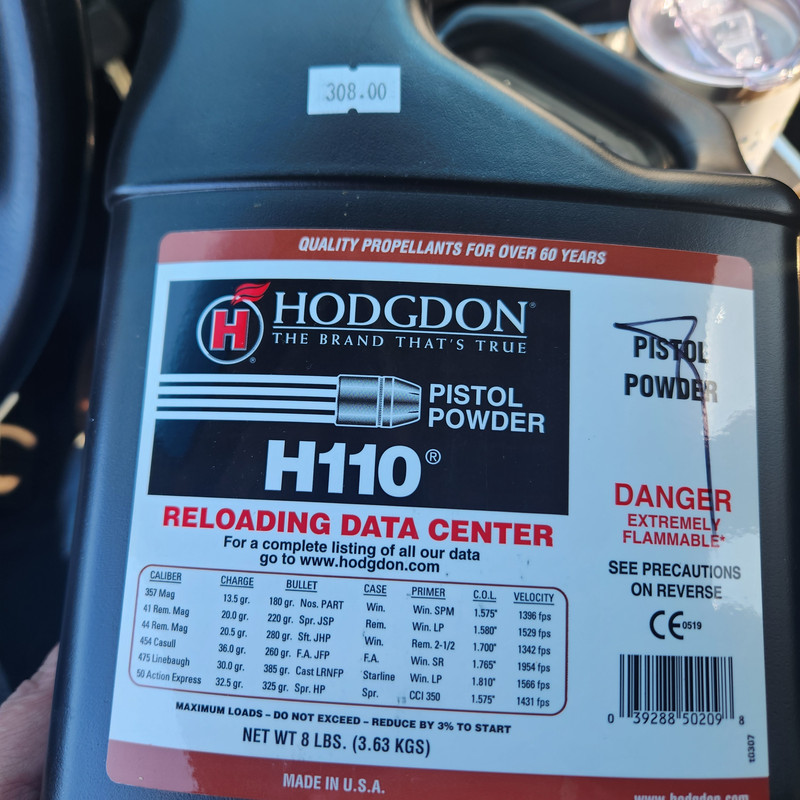 308.00
QUALITY PROPELLANTS FOR OVER 60 YEARS
H
HODGDON®
THE BRAND THAT'S TRUE
®
PISTOL
POWDER
H110®
PISTOL
POWDER
RELOADING DATA CENTER
For a complete listing of all our data
go to www.hodgdon.com
DANGER
EXTREMELY
FLAMMABLE*
SEE PRECAUTIONS
ON REVERSE
CE0519
CALIBER CHARGE BULLET CASE PRIMER C.O.L. VELOCITY
357 Mag 13.5 gr. 180 gr. Nos. PART Win. Win. SPM 1.575" 1396 fps
41 Rem. Mag 20.0 gr. 220 gr. Spr. JSP Rem. Win. LP 1.580" 1529 fps
44 Rem. Mag 20.5 gr. 280 gr. Sft. JHP Win. Rem. 2-1/2 1.700" 1342 fps
454 Casull 36.0 gr. 260 gr. F.A. JFP F.A. Win. SR 1.765" 1954 fps
475 Linebaugh 30.0 gr. 385 gr. Cast LRNFP Starline Win. LP 1.810" 1566 fps
50 Action Express 32.5 gr. 325 gr. Spr. HP Spr. CCI 350 1.575" 1431 fps
MAXIMUM LOADS – DO NOT EXCEED – REDUCE BY 3% TO START
NET WT 8 LBS. (3.63 KGS)
0 39288 50209 8
t0307
MADE IN U.S.A.
www.hodgdon.com